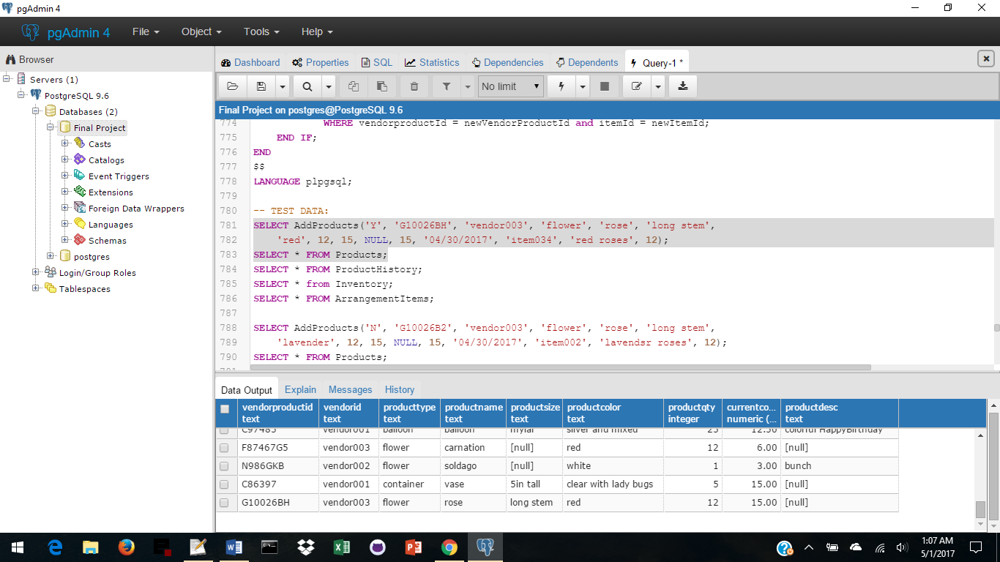 pgAdmin 4
pgAdmin 4 File Object Tools Help
Browser
Servers (1)
PostgreSQL 9.6
Databases (2)
Final Project
Casts
Catalogs
Event Triggers
Extensions
Foreign Data Wrappers
Languages
Schemas
postgres
Login/Group Roles
Tablespaces
Dashboard Properties SQL Statistics Dependencies Dependents Query-1 *
No limit
Final Project on postgres@PostgreSQL 9.6
774 WHERE vendorproductId = newVendorProductId and itemId = newItemId;
775 END IF;
776 END
777 $$
778 LANGUAGE plpgsql;
779
780 -- TEST DATA:
781 SELECT AddProducts('Y', 'G10026BH', 'vendor003', 'flower', 'rose', 'long stem',
782 'red', 12, 15, NULL, 15, '04/30/2017', 'item034', 'red roses', 12);
783 SELECT * FROM Products;
784 SELECT * FROM ProductHistory;
785 SELECT * from Inventory;
786 SELECT * FROM ArrangementItems;
787
788 SELECT AddProducts('N', 'G10026B2', 'vendor003', 'flower', 'rose', 'long stem',
789 'lavender', 12, 15, NULL, 15, '04/30/2017', 'item002', 'lavendsr roses', 12);
790 SELECT * FROM Products;
Data Output Explain Messages History
vendorproductid vendorid producttype productname productsize productcolor productqty currentco... productdesc
text text text text text text integer numeric (... text
C97485 vendor001 balloon balloon mylar silver and mixed 25 12.50 colorful HappyBirthday
F87467G5 vendor003 flower carnation [null] red 12 6.00 [null]
N986GKB vendor002 flower soldago [null] white 1 3.00 bunch
C86397 vendor001 container vase 5in tall clear with lady bugs 5 15.00 [null]
G10026BH vendor003 flower rose long stem red 12 15.00 [null]
1:07 AM
5/1/2017